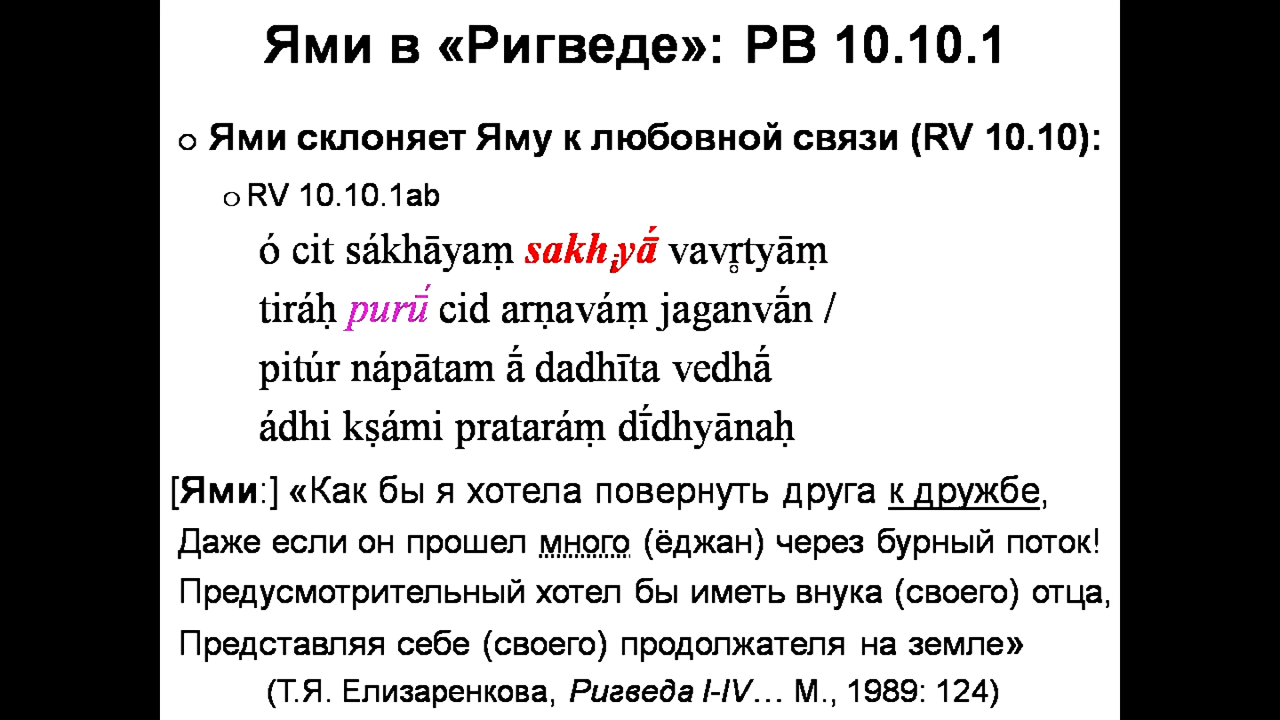 Ями в «Ригведе»: РВ 10.10.1
o Ями склоняет Яму к любовной связи (RV 10.10):
o RV 10.10.1ab
ó cit sákhāyaṃ sakhᵢyā́ vavr̥tyāṃ
tiráḥ purū́ cid arṇaváṃ jaganvā́n /
pitúr nápātam ā́ dadhīta vedhā́
ádhi kṣámi prataráṃ dī́dhyānaḥ
[Ями:] «Как бы я хотела повернуть друга к дружбе,
Даже если он прошел много (ёджан) через бурный поток!
Предусмотрительный хотел бы иметь внука (своего) отца,
Представляя себе (своего) продолжателя на земле»
(Т.Я. Елизаренкова, Ригведа I-IV… М., 1989: 124)